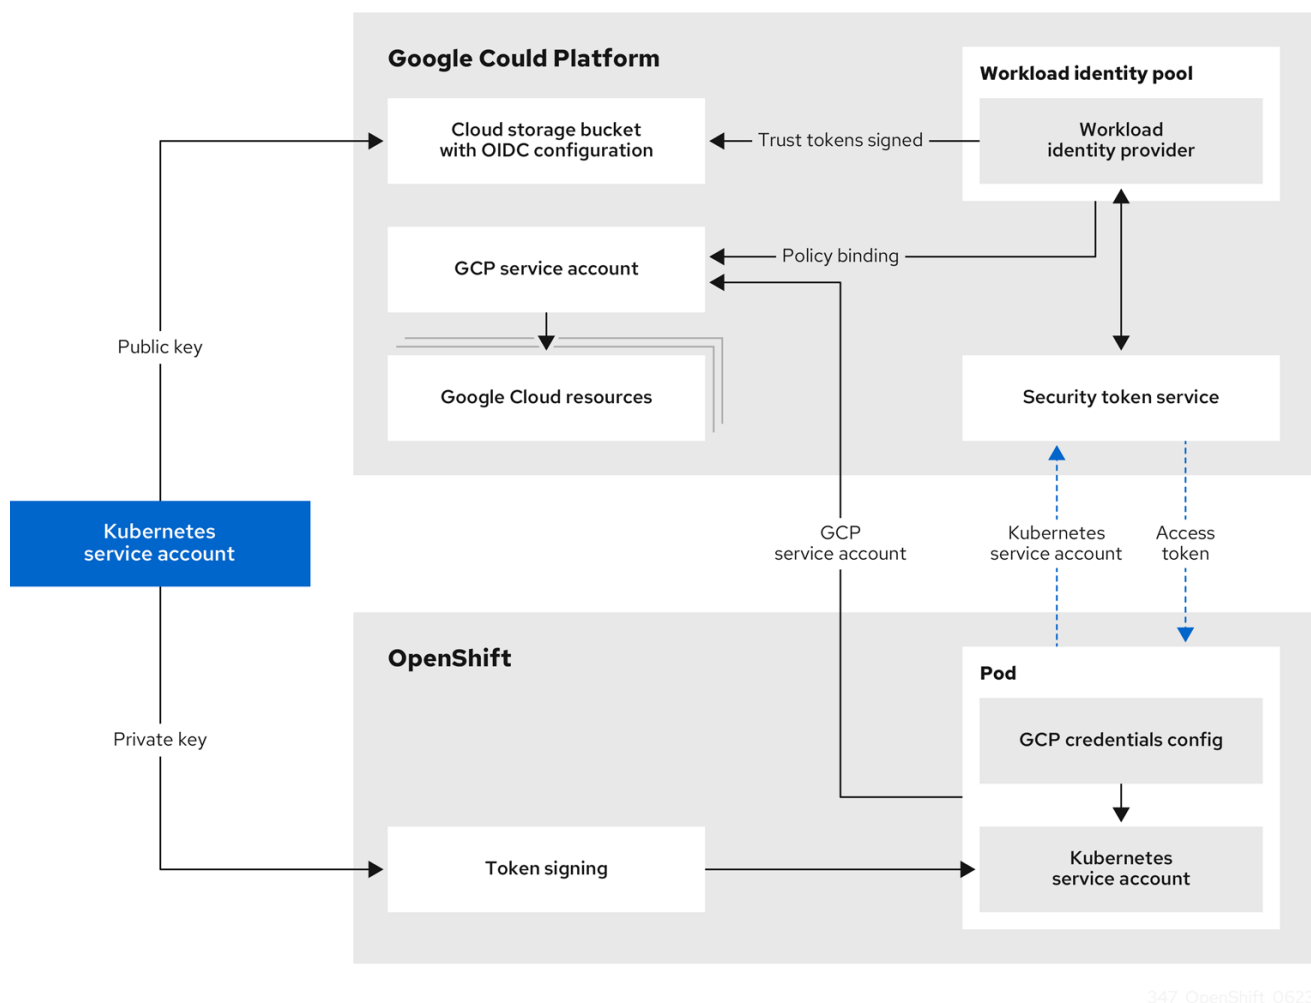 Google Could Platform
Workload identity pool
Cloud storage bucket
with OIDC configuration
Trust tokens signed
Workload
identity provider
GCP service account
Policy binding
Public key
Google Cloud resources
Security token service
Kubernetes
service account
GCP
service account
Kubernetes
service account
Access
token
OpenShift
Pod
Private key
GCP credentials config
Token signing
Kubernetes
service account
347_OpenShift_062